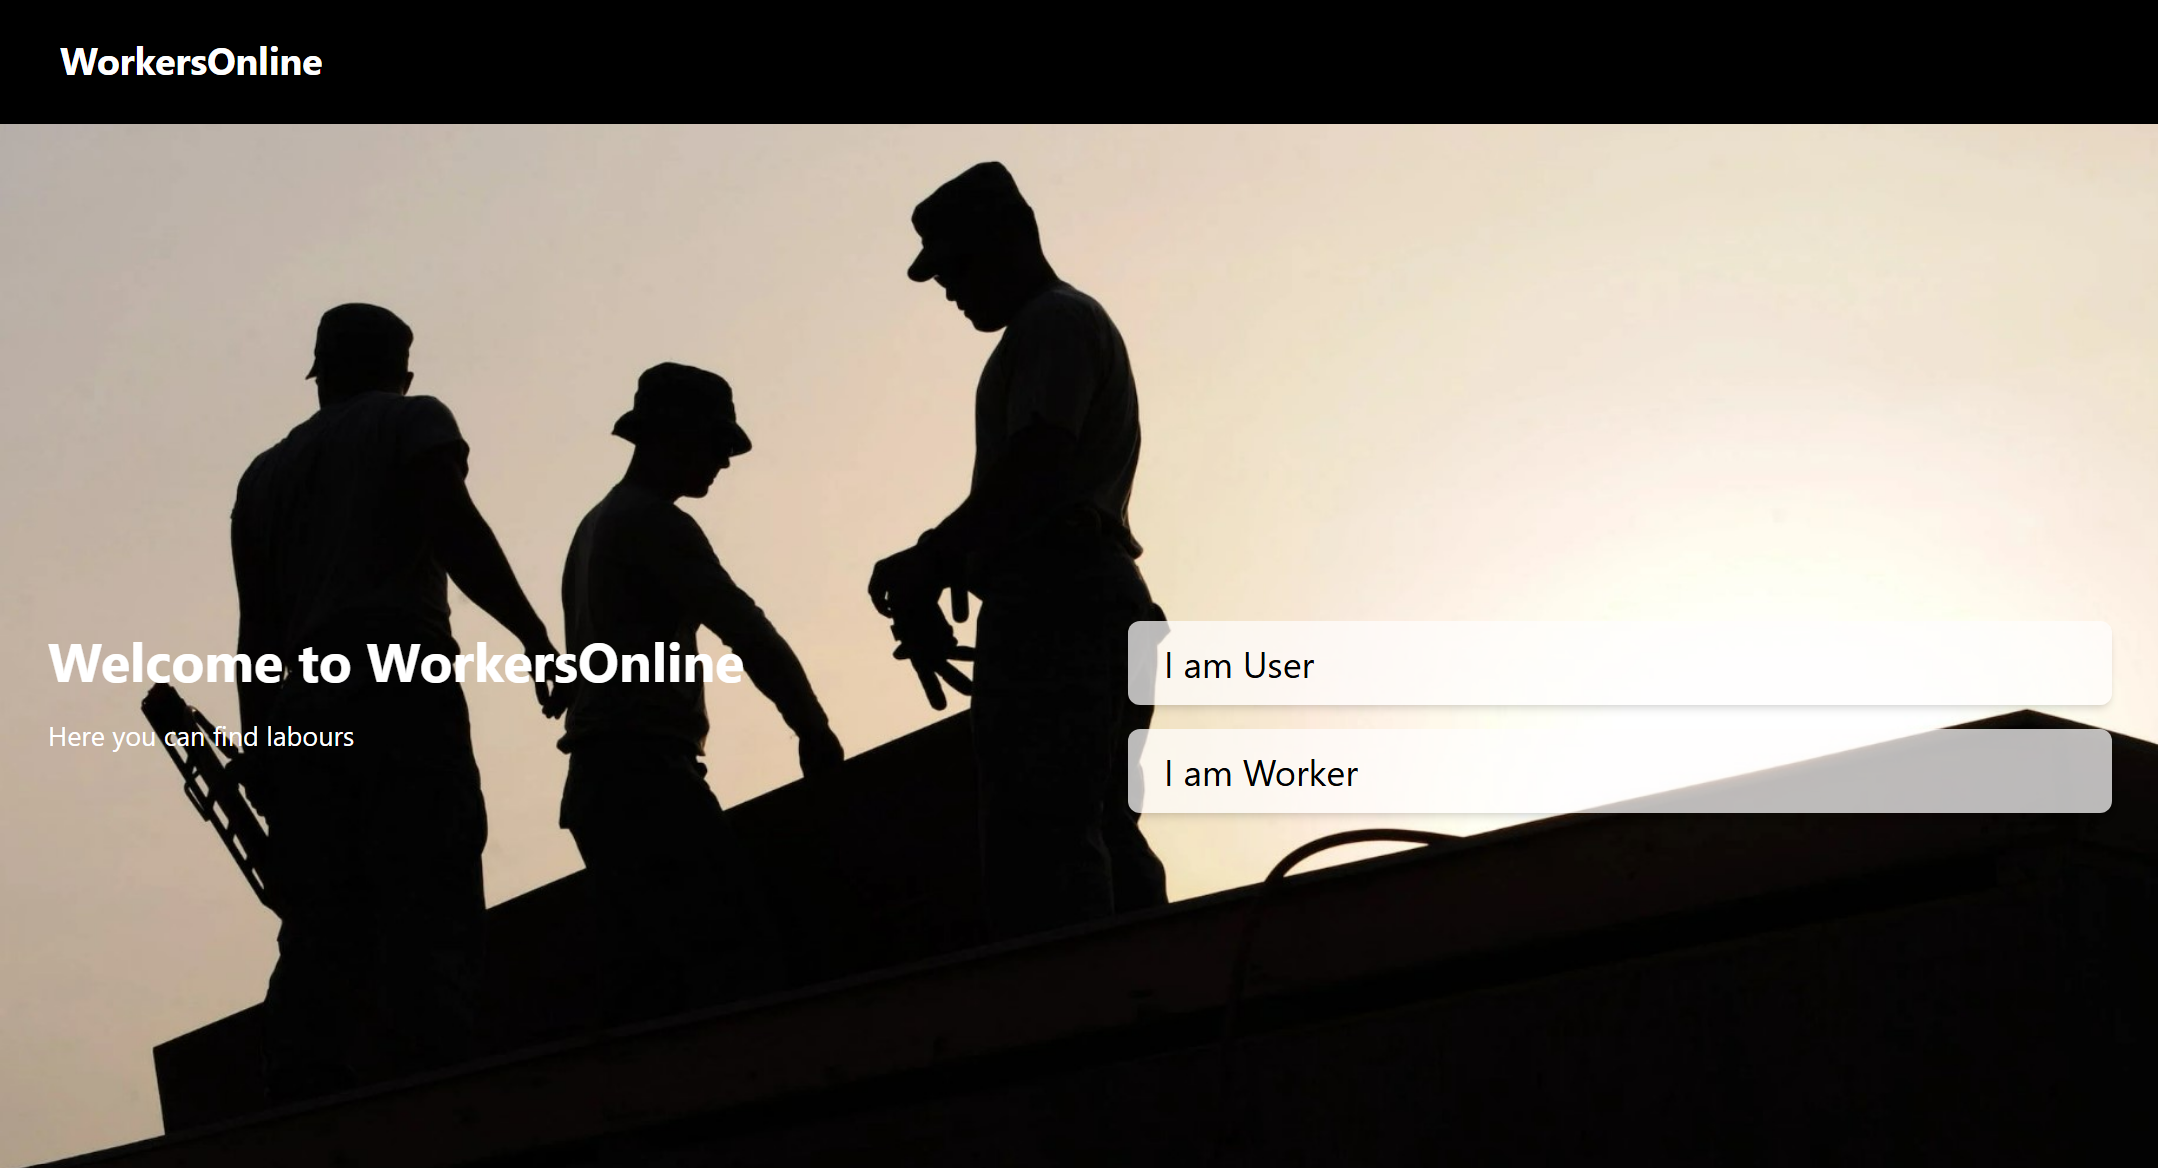 WorkersOnline
Welcome to WorkersOnline
Here you can find labours
I am User
I am Worker